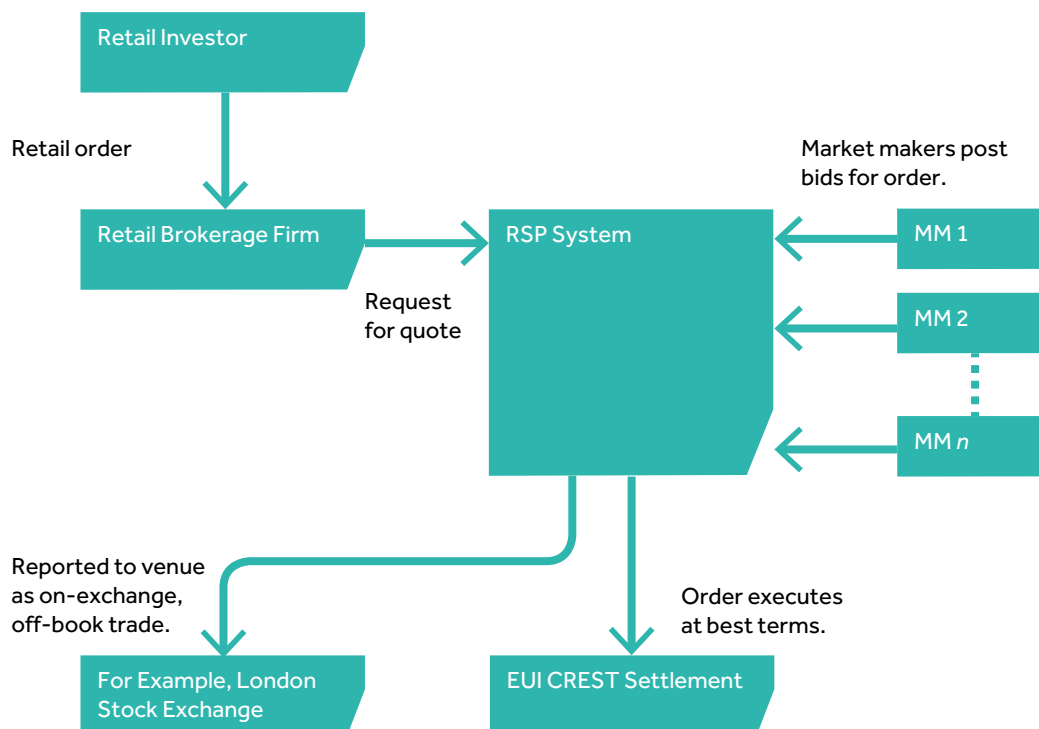 Retail Investor
Retail order
Market makers post
bids for order.
Retail Brokerage Firm
RSP System
MM 1
Request
for quote
MM 2
MM n
Reported to venue
as on-exchange,
off-book trade.
Order executes
at best terms.
For Example, London
Stock Exchange
EUI CREST Settlement